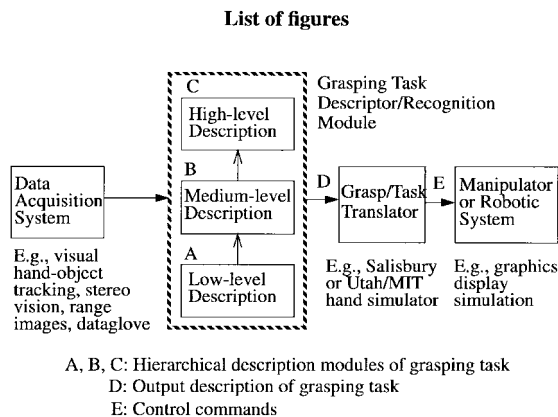 List of figures
Grasping Task
Descriptor/Recognition
Module
C
High-level
Description
B
Medium-level
Description
A
Low-level
Description
Data
Acquisition
System
E.g., visual
hand-object
tracking, stereo
vision, range
images, dataglove
D
Grasp/Task
Translator
E.g., Salisbury
or Utah/MIT
hand simulator
E
Manipulator
or Robotic
System
E.g., graphics
display
simulation
A, B, C: Hierarchical description modules of grasping task
D: Output description of grasping task
E: Control commands